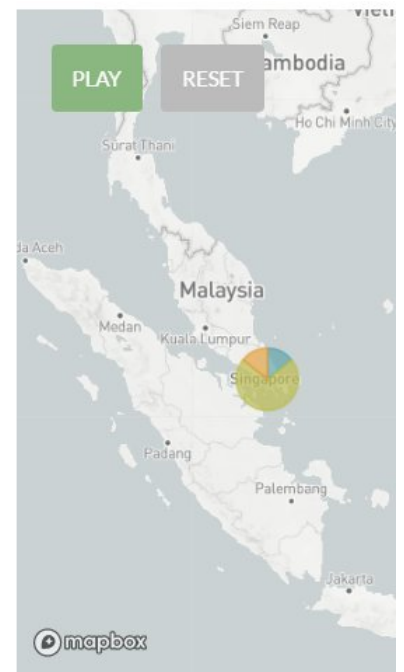 Siem Reap
PLAY
RESET
ambodia
Ho Chi Minh City
Surat Thani
da Aceh
Malaysia
Medan
Kuala Lumpur
Singapore
Padang
Palembang
Jakarta
mapbox